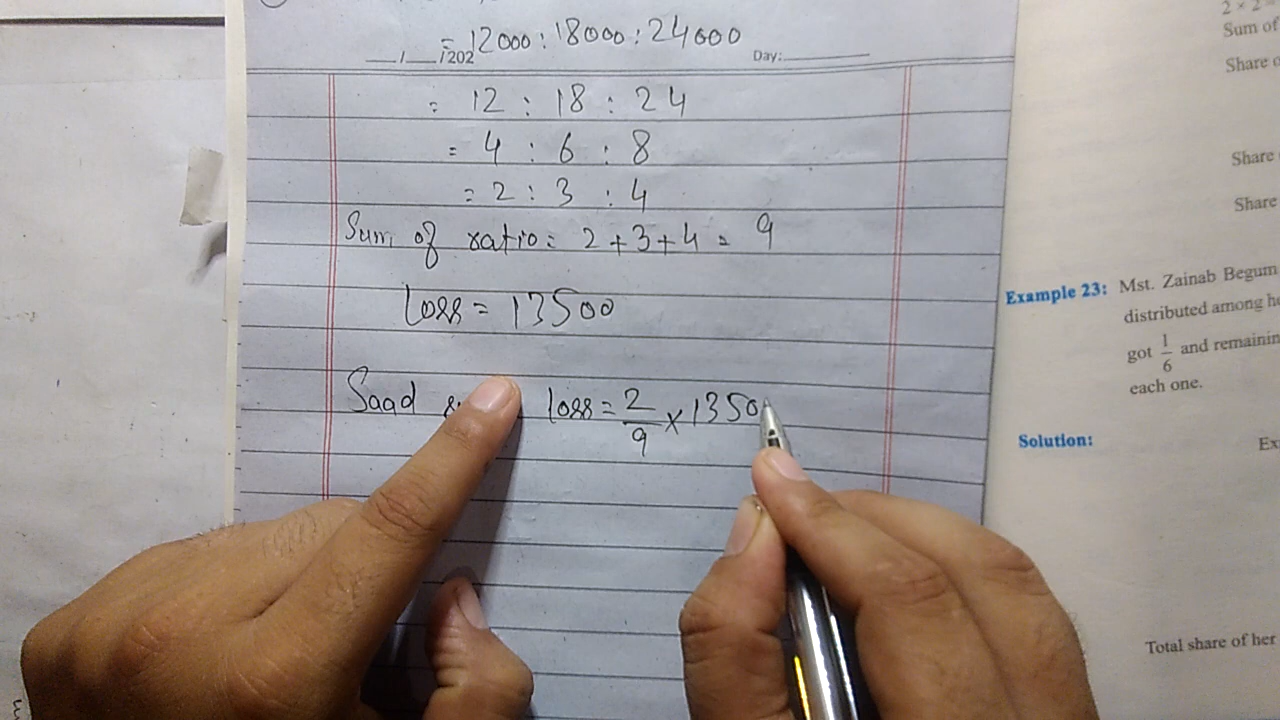 = 12000 : 18000 : 24000
__/__/202 Day:
= 12 : 18 : 24
= 4 : 6 : 8
= 2 : 3 : 4
Sum of ratio = 2+3+4 = 9
Loss = 13500
Saad loss = 2/9 × 1350
2 × 2
Sum of
Share
Share
Share
Example 23: Mst. Zainab Begum
distributed among
got 1/6 and
each one.
Solution: Ex
Total share of her